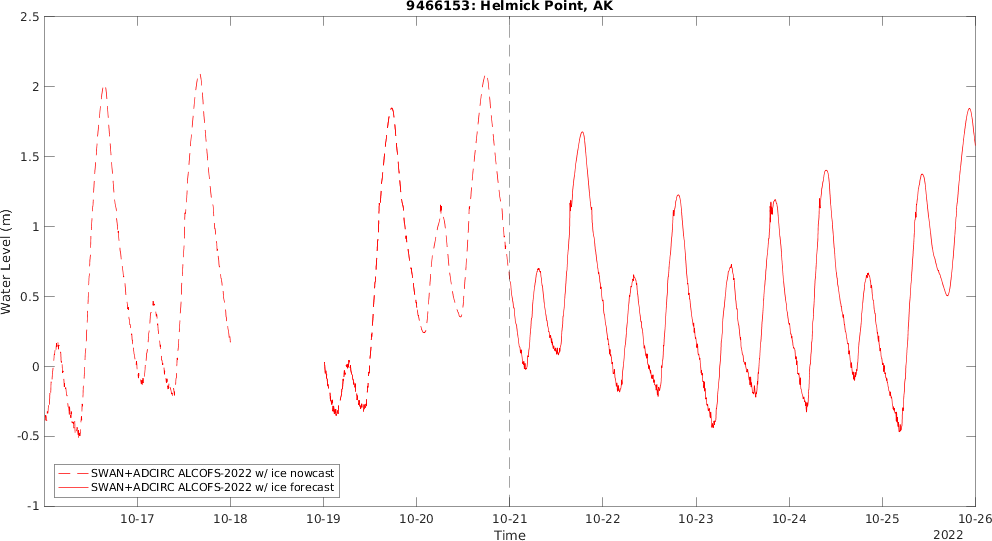 9466153: Helmick Point, AK
2.5
2
1.5
1
0.5
0
-0.5
-1
Water Level (m)
SWAN+ADCIRC ALCOFS-2022 w/ ice nowcast
SWAN+ADCIRC ALCOFS-2022 w/ ice forecast
10-17 10-18 10-19 10-20 10-21 10-22 10-23 10-24 10-25 10-26
Time
2022